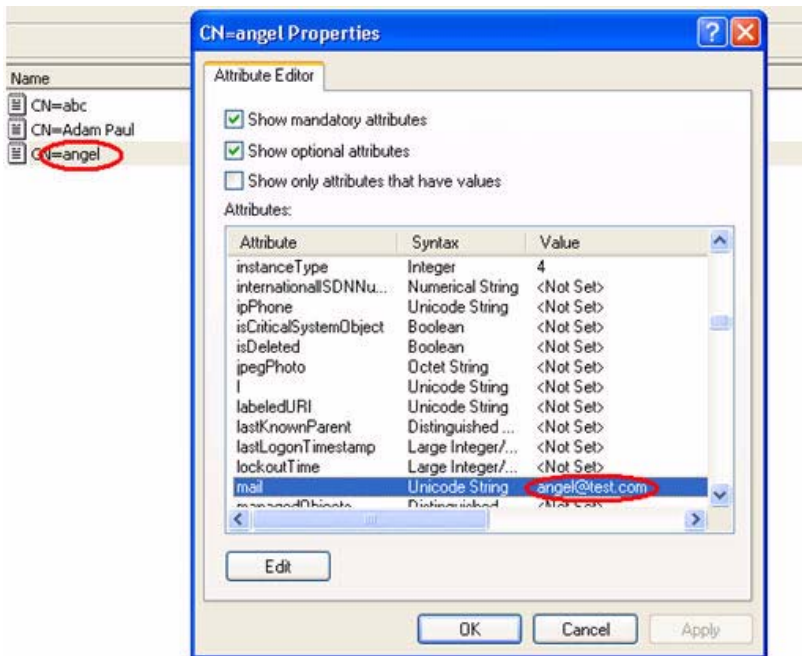 CN=angel Properties
Name
CN=abc
CN=Adam Paul
CN=angel
Attribute Editor
Show mandatory attributes
Show optional attributes
Show only attributes that have values
Attributes:
Attribute Syntax Value
instanceType Integer 4
internationalISDNNu... Numerical String <Not Set>
ipPhone Unicode String <Not Set>
isCriticalSystemObject Boolean <Not Set>
isDeleted Boolean <Not Set>
jpegPhoto Octet String <Not Set>
l Unicode String <Not Set>
labeledURI Unicode String <Not Set>
lastKnownParent Distinguished ... <Not Set>
lastLogonTimestamp Large Integer/... <Not Set>
lockoutTime Large Integer/... <Not Set>
mail Unicode String angel@test.com
managedObjects Distinguished <Not Set>
Edit
OK Cancel Apply